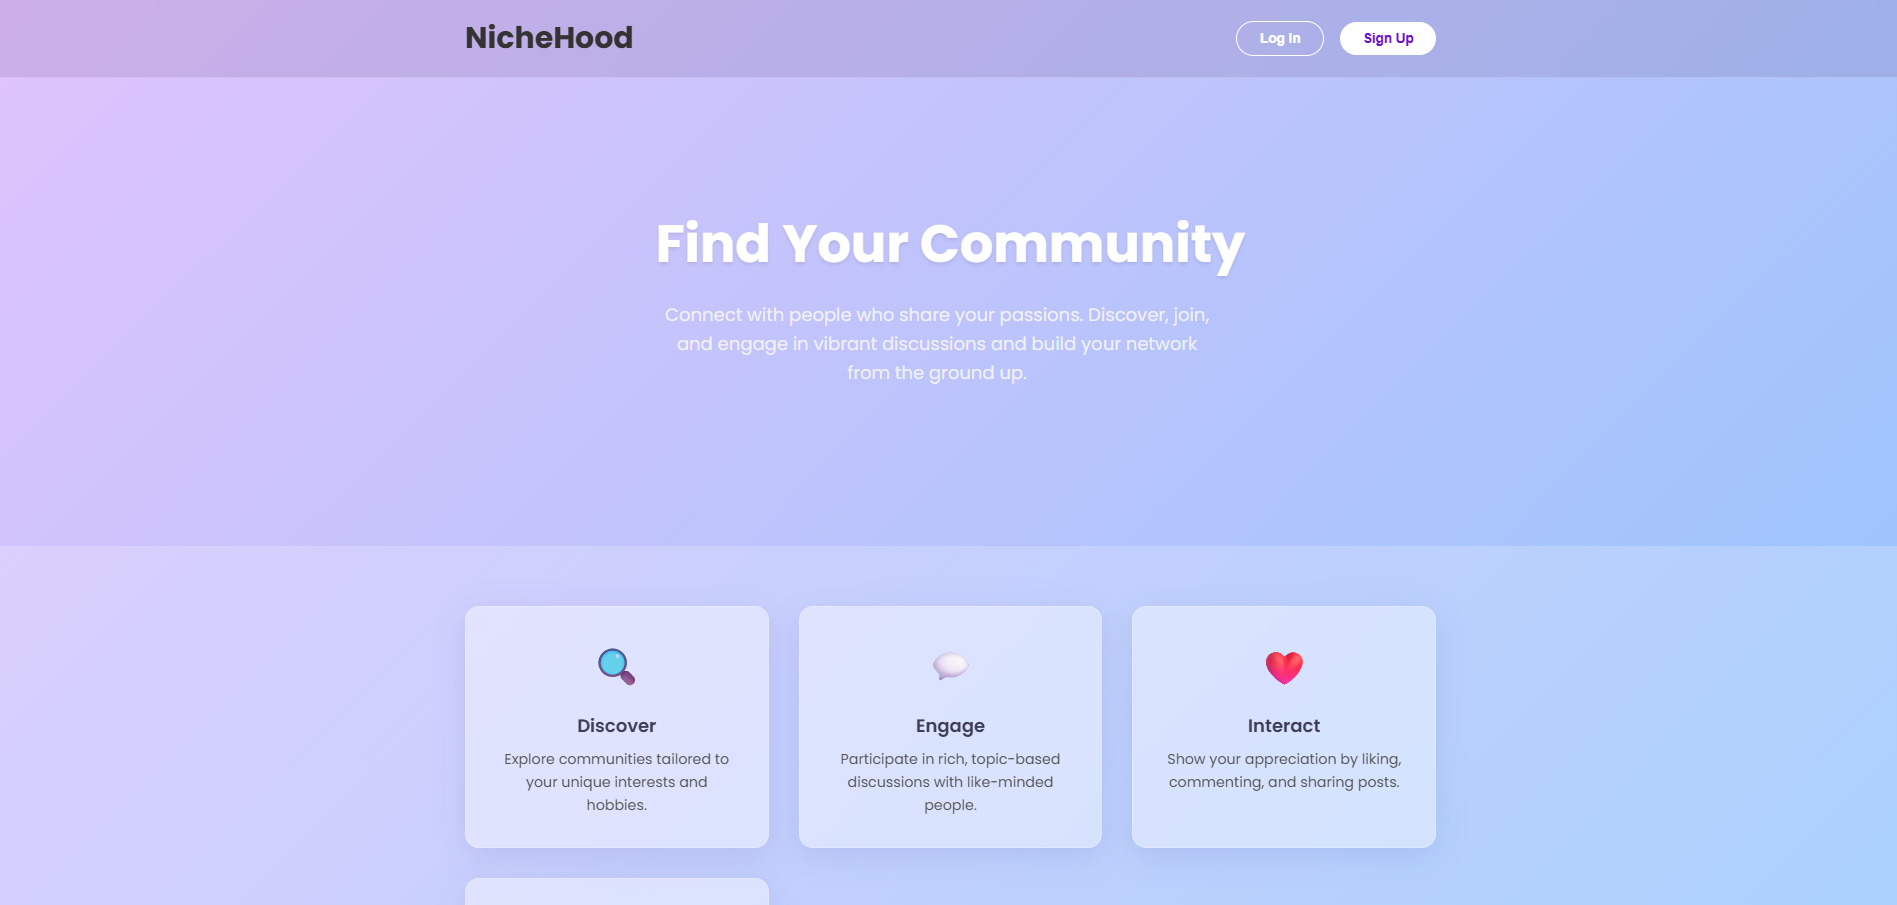 NicheHood
Log In
Sign Up
Find Your Community
Connect with people who share your passions. Discover, join,
and engage in vibrant discussions and build your network
from the ground up.
Discover
Explore communities tailored to
your unique interests and
hobbies.
Engage
Participate in rich, topic-based
discussions with like-minded
people.
Interact
Show your appreciation by liking,
commenting, and sharing posts.